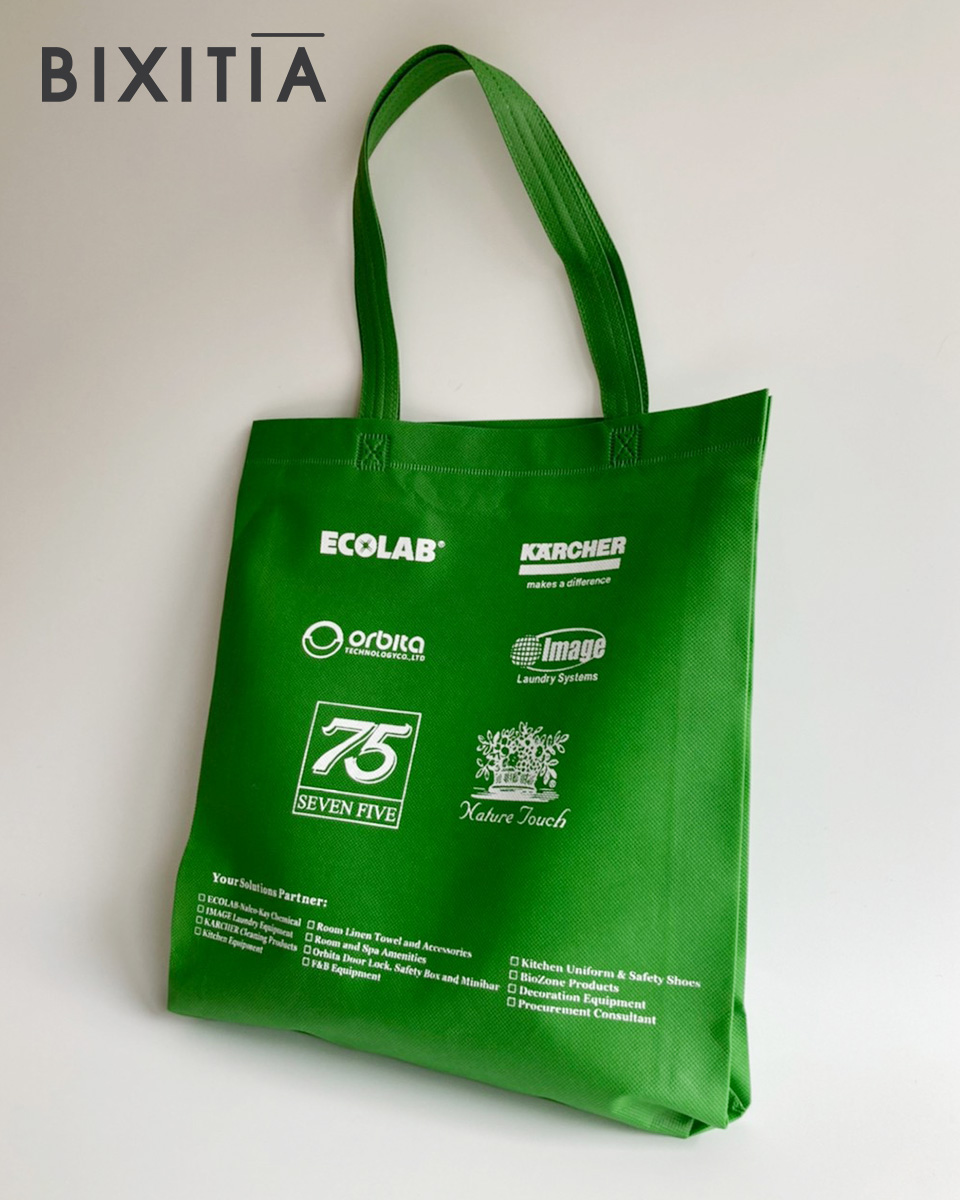 BIXITIA
ECOLAB®
KÄRCHER
makes a difference
orbita
TECHNOLOGY CO., LTD
Image
Laundry Systems
75
SEVEN FIVE
Nature Touch
Your Solutions Partner:
ECOLAB-Nalco-Kay Chemical
IMAGE Laundry Equipment
KARCHER Cleaning Products
Kitchen Equipment
Room Linen Towel and Accessories
Room and Spa Amenities
Orbita Door Lock, Safety Box and Minibar
F&B Equipment
Kitchen Uniform & Safety Shoes
BioZone Products
Decoration Equipment
Procurement Consultant